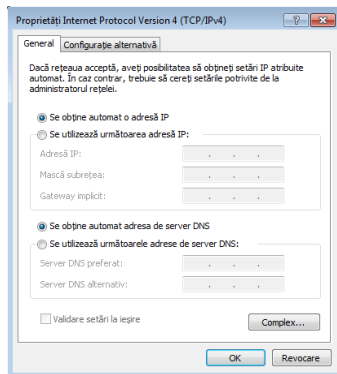 Proprietăți Internet Protocol Version 4 (TCP/IPv4)
General
Configurație alternativă
Dacă rețeaua acceptă, aveți posibilitatea să obțineți setări IP atribuite
automat. În caz contrar, trebuie să cereți setările potrivite de la
administratorul rețelei.
Se obține automat o adresă IP
Se utilizează următoarea adresă IP:
Adresă IP:
Mască subrețea:
Gateway implicit:
Se obține automat adresa de server DNS
Se utilizează următoarele adrese de server DNS:
Server DNS preferat:
Server DNS alternativ:
Validare setări la ieșire
Complex...
OK
Revocare